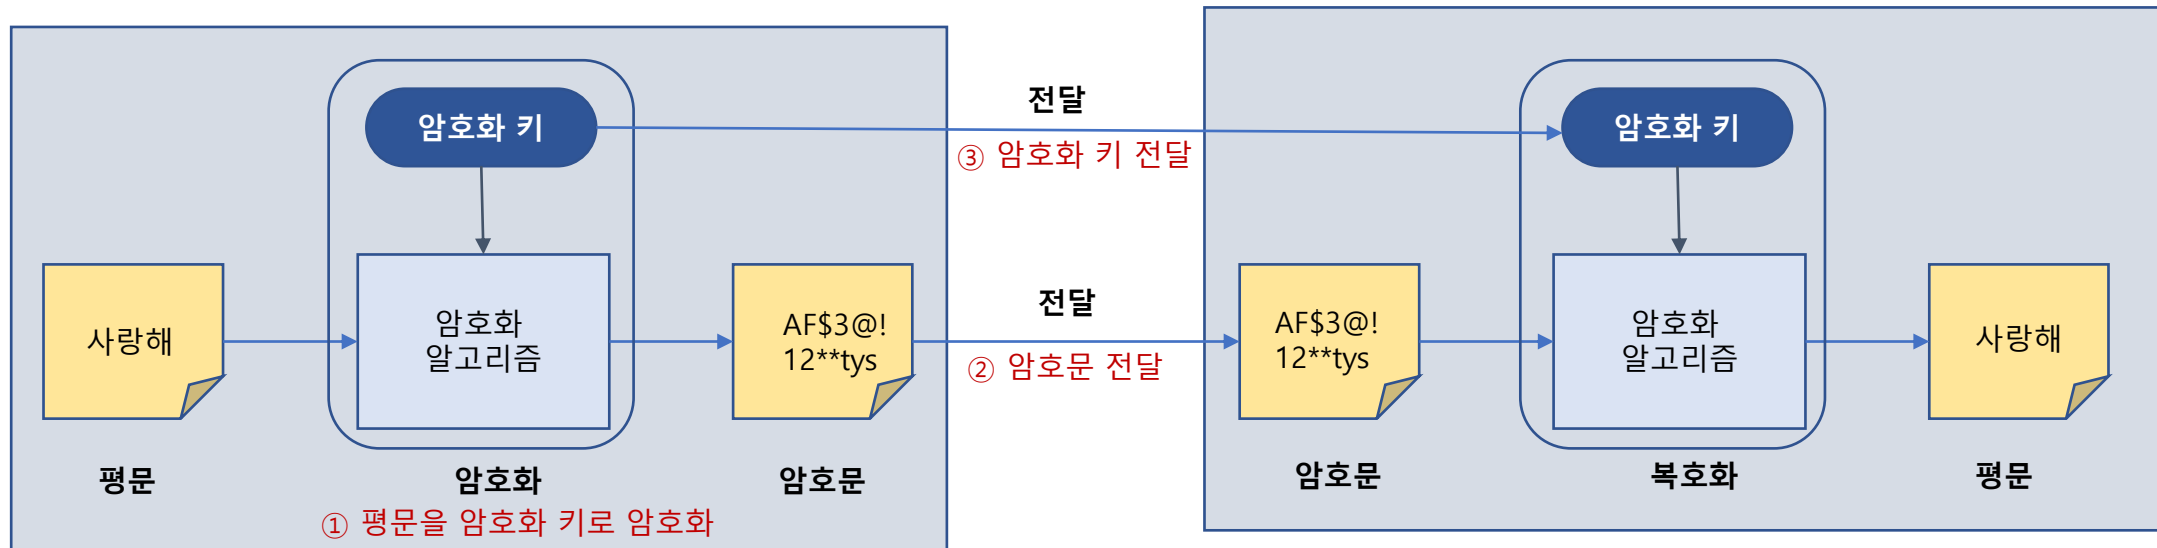 암호화 키
전달
③ 암호화 키 전달
암호화 키
사랑해
암호화
알고리즘
AF$3@!
12**tys
전달
② 암호문 전달
AF$3@!
12**tys
암호화
알고리즘
사랑해
평문
암호화
암호문
① 평문을 암호화 키로 암호화
암호문
복호화
평문